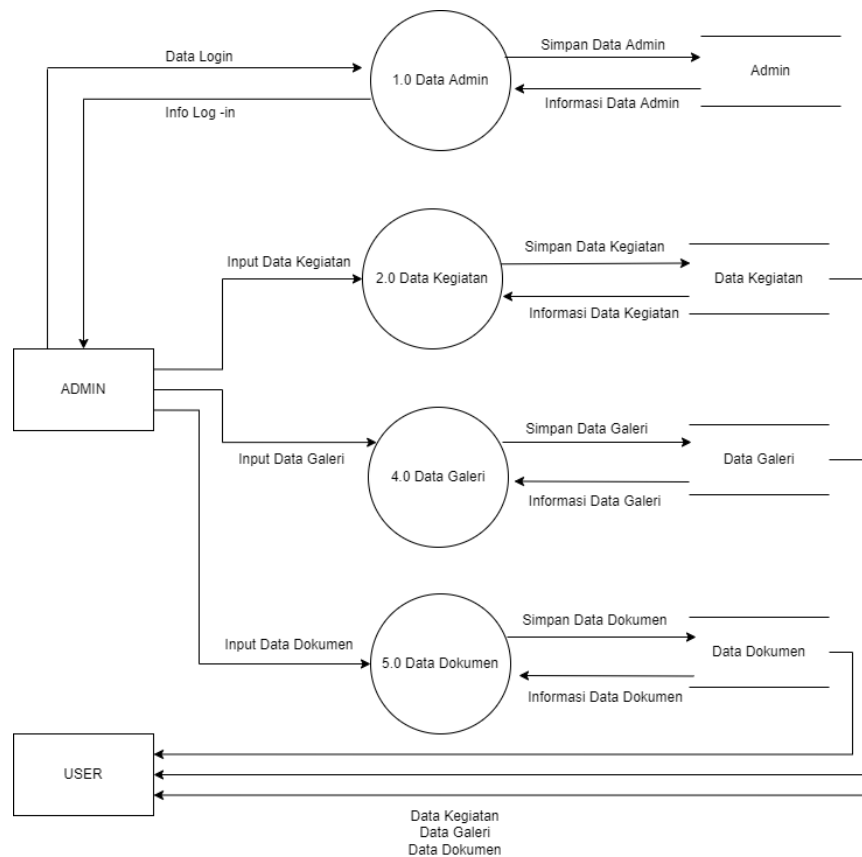 Data Login
Info Log -in
1.0 Data Admin
Simpan Data Admin
Informasi Data Admin
Admin
Input Data Kegiatan
2.0 Data Kegiatan
Simpan Data Kegiatan
Informasi Data Kegiatan
Data Kegiatan
ADMIN
Input Data Galeri
4.0 Data Galeri
Simpan Data Galeri
Informasi Data Galeri
Data Galeri
Input Data Dokumen
5.0 Data Dokumen
Simpan Data Dokumen
Informasi Data Dokumen
Data Dokumen
USER
Data Kegiatan
Data Galeri
Data Dokumen